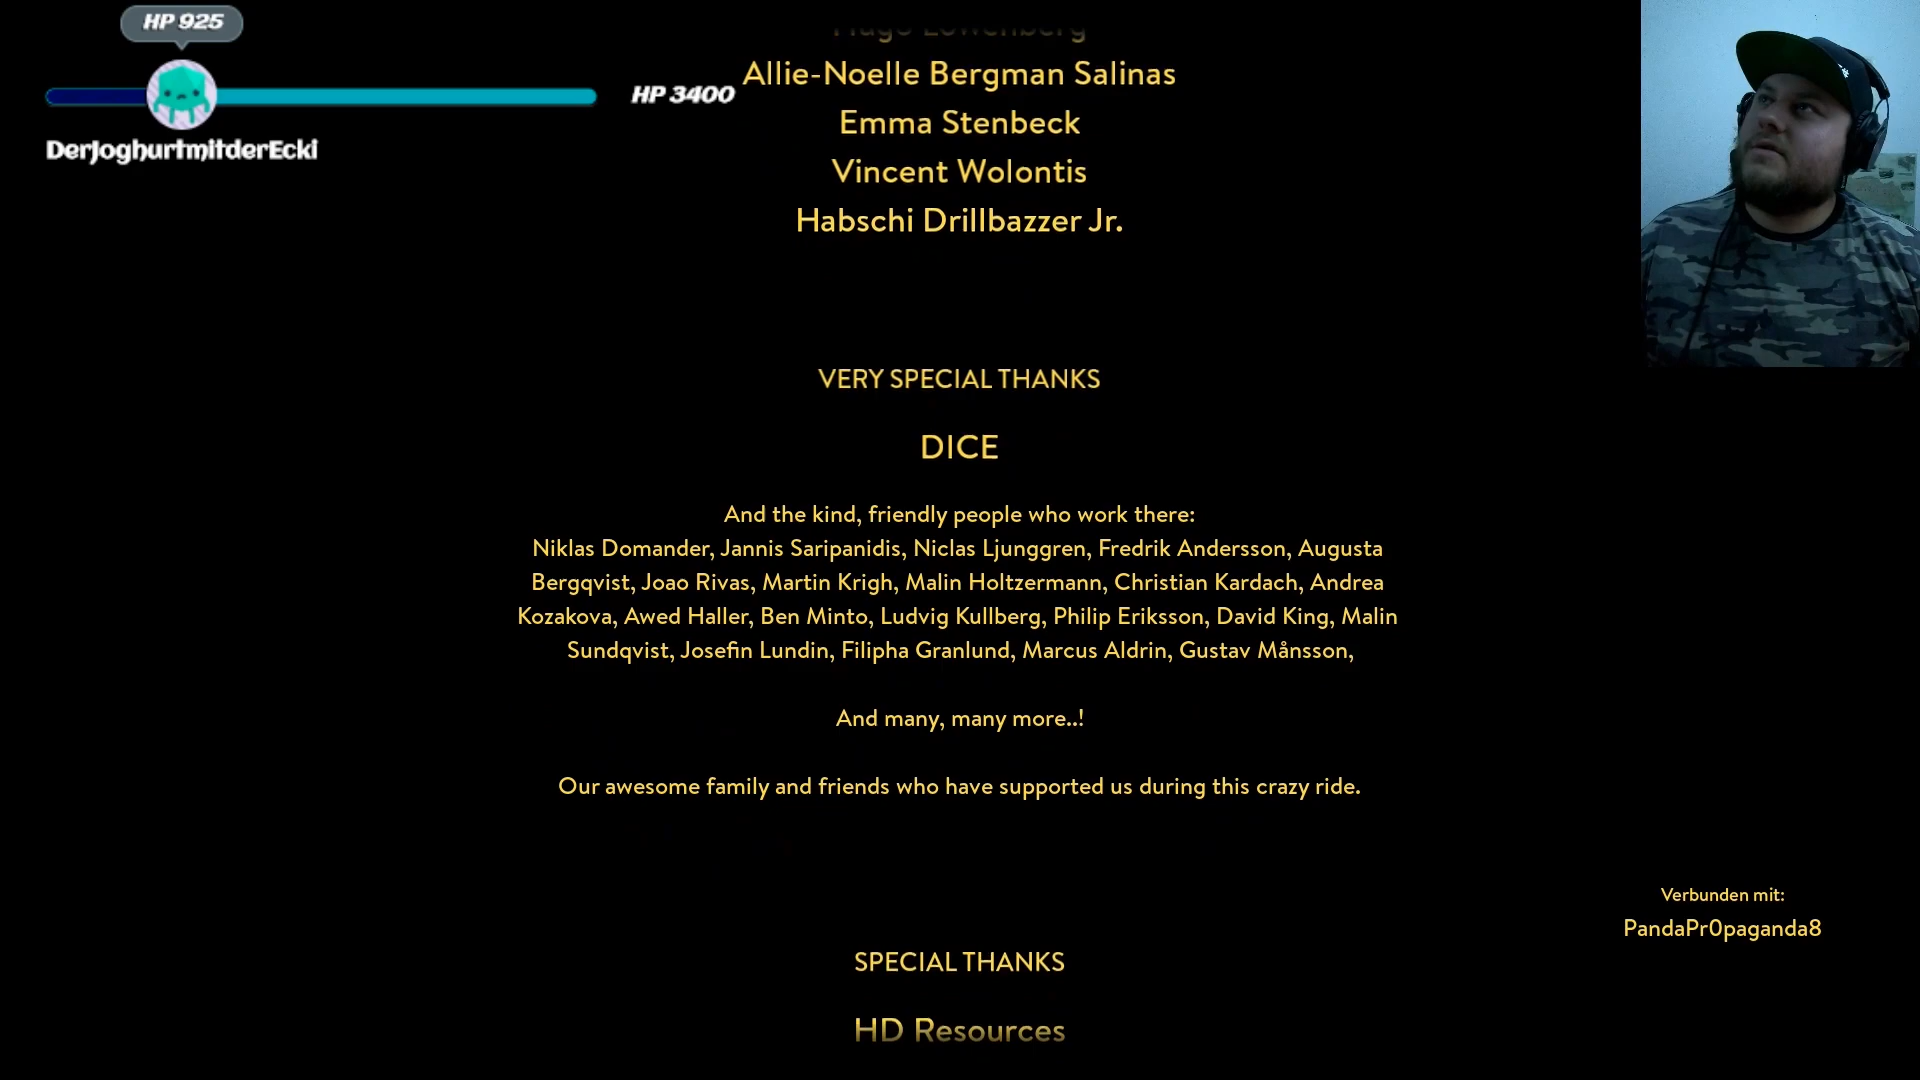 HP 925
HP 3400
DerJoghurtmitderEcki
Allie-Noelle Bergman Salinas
Emma Stenbeck
Vincent Wolontis
Habschi Drillbazzer Jr.
VERY SPECIAL THANKS
DICE
And the kind, friendly people who work there:
Niklas Domander, Jannis Saripanidis, Niclas Ljunggren, Fredrik Andersson, Augusta
Bergqvist, Joao Rivas, Martin Krigh, Malin Holtzermann, Christian Kardach, Andrea
Kozakova, Awed Haller, Ben Minto, Ludvig Kullberg, Philip Eriksson, David King, Malin
Sundqvist, Josefin Lundin, Filipha Granlund, Marcus Aldrin, Gustav Månsson,
And many, many more..!
Our awesome family and friends who have supported us during this crazy ride.
Verbunden mit:
PandaPr0paganda8
SPECIAL THANKS
HD Resources